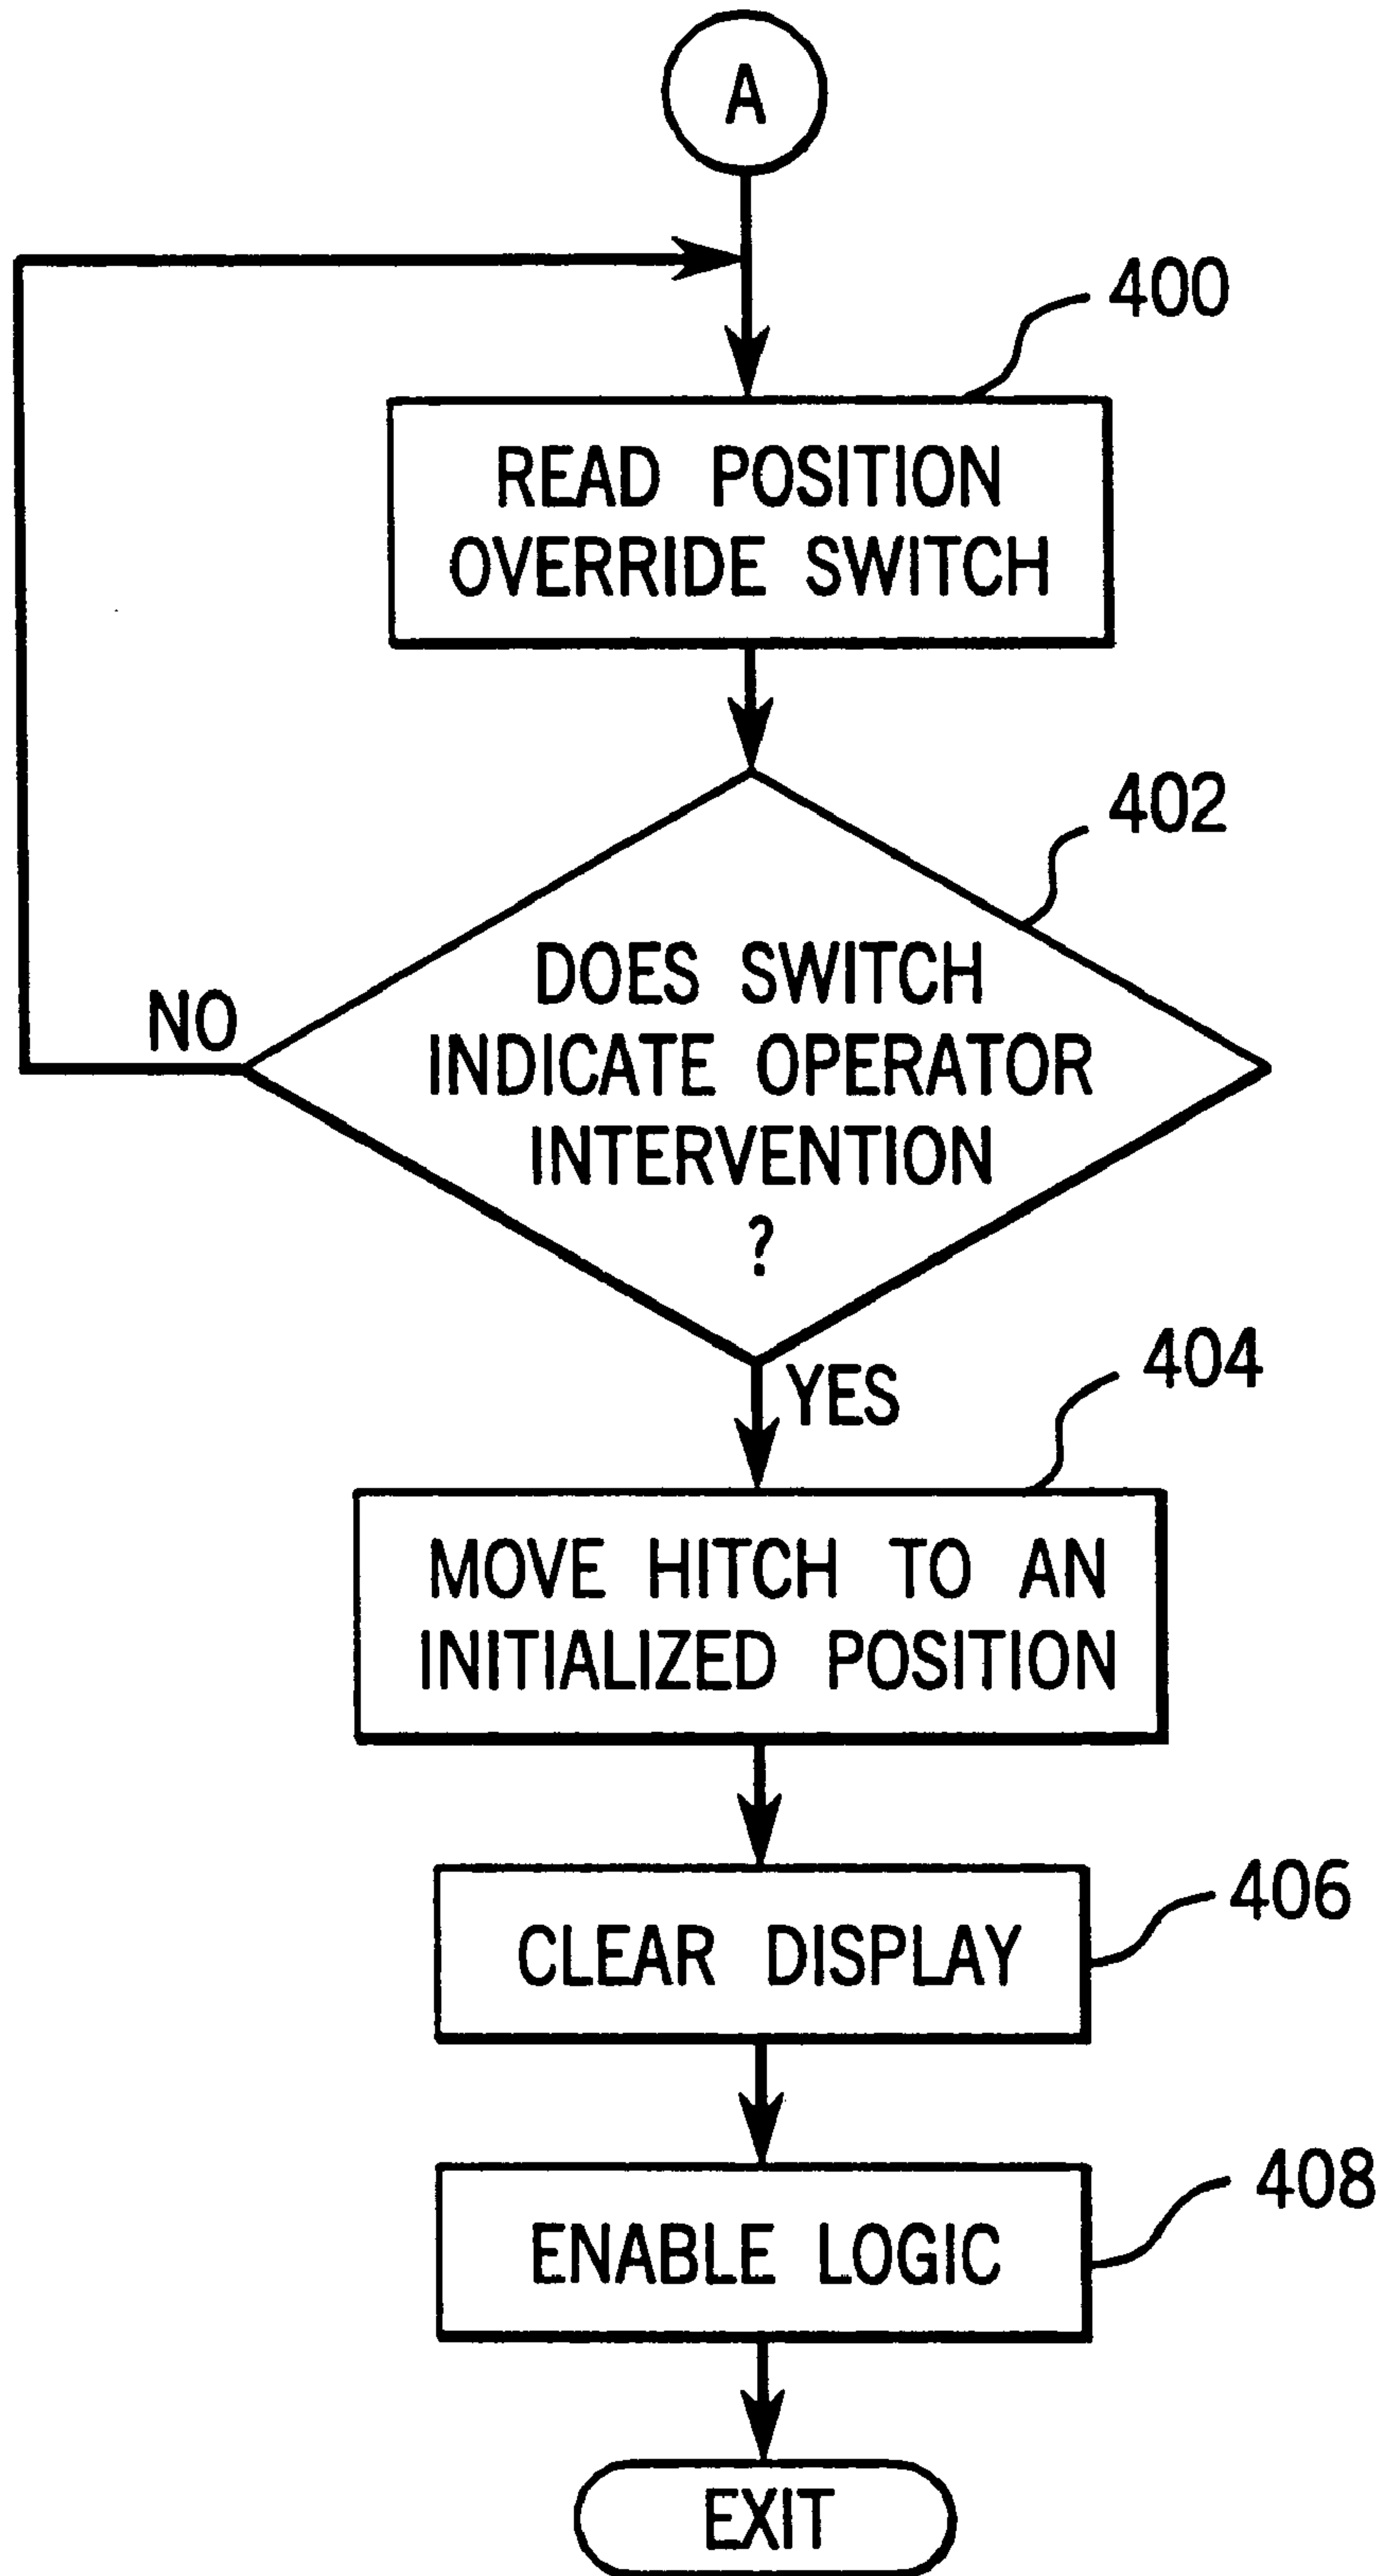 A
400
READ POSITION
OVERRIDE SWITCH
402
DOES SWITCH
INDICATE OPERATOR
INTERVENTION
?
NO
YES
404
MOVE HITCH TO AN
INITIALIZED POSITION
406
CLEAR DISPLAY
408
ENABLE LOGIC
EXIT